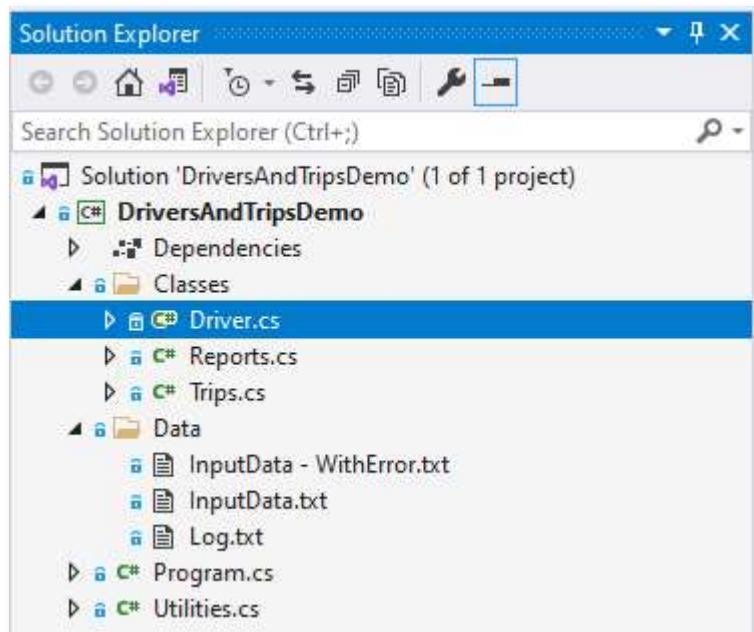 Solution Explorer
Search Solution Explorer (Ctrl+;)
Solution 'DriversAndTripsDemo' (1 of 1 project)
C# DriversAndTripsDemo
Dependencies
Classes
C# Driver.cs
C# Reports.cs
C# Trips.cs
Data
InputData - WithError.txt
InputData.txt
Log.txt
C# Program.cs
C# Utilities.cs